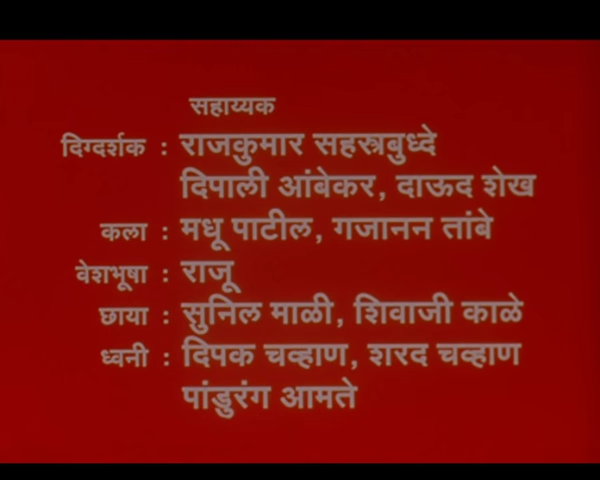 सहाय्यक
दिग्दर्शक : राजकुमार सहस्त्रबुध्दे
दिपाली आंबेकर, दाऊद शेख
कला : मधू पाटील, गजानन तांबे
वेशभूषा : राजू
छाया : सुनिल माळी, शिवाजी काळे
ध्वनी : दिपक चव्हाण, शरद चव्हाण
पांडुरंग आमते